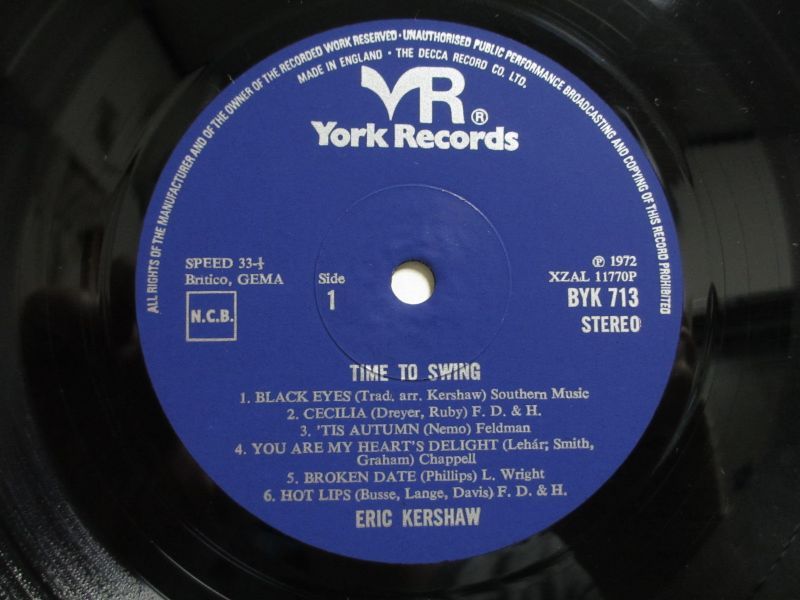 ALL RIGHTS OF THE MANUFACTURER AND OF THE OWNER OF THE RECORDED WORK RESERVED · UNAUTHORISED PUBLIC PERFORMANCE BROADCASTING AND COPYING OF THIS RECORD PROHIBITED
MADE IN ENGLAND · THE DECCA RECORD CO. LTD.
YR ®
York Records
SPEED 33-⅓
Britico, GEMA
N.C.B.
Side
1
℗ 1972
XZAL 11770P
BYK 713
STEREO
TIME TO SWING
1. BLACK EYES (Trad. arr. Kershaw) Southern Music
2. CECILIA (Dreyer, Ruby) F. D. & H.
3. 'TIS AUTUMN (Nemo) Feldman
4. YOU ARE MY HEART'S DELIGHT (Lehár; Smith,
Graham) Chappell
5. BROKEN DATE (Phillips) L. Wright
6. HOT LIPS (Busse, Lange, Davis) F. D. & H.
ERIC KERSHAW